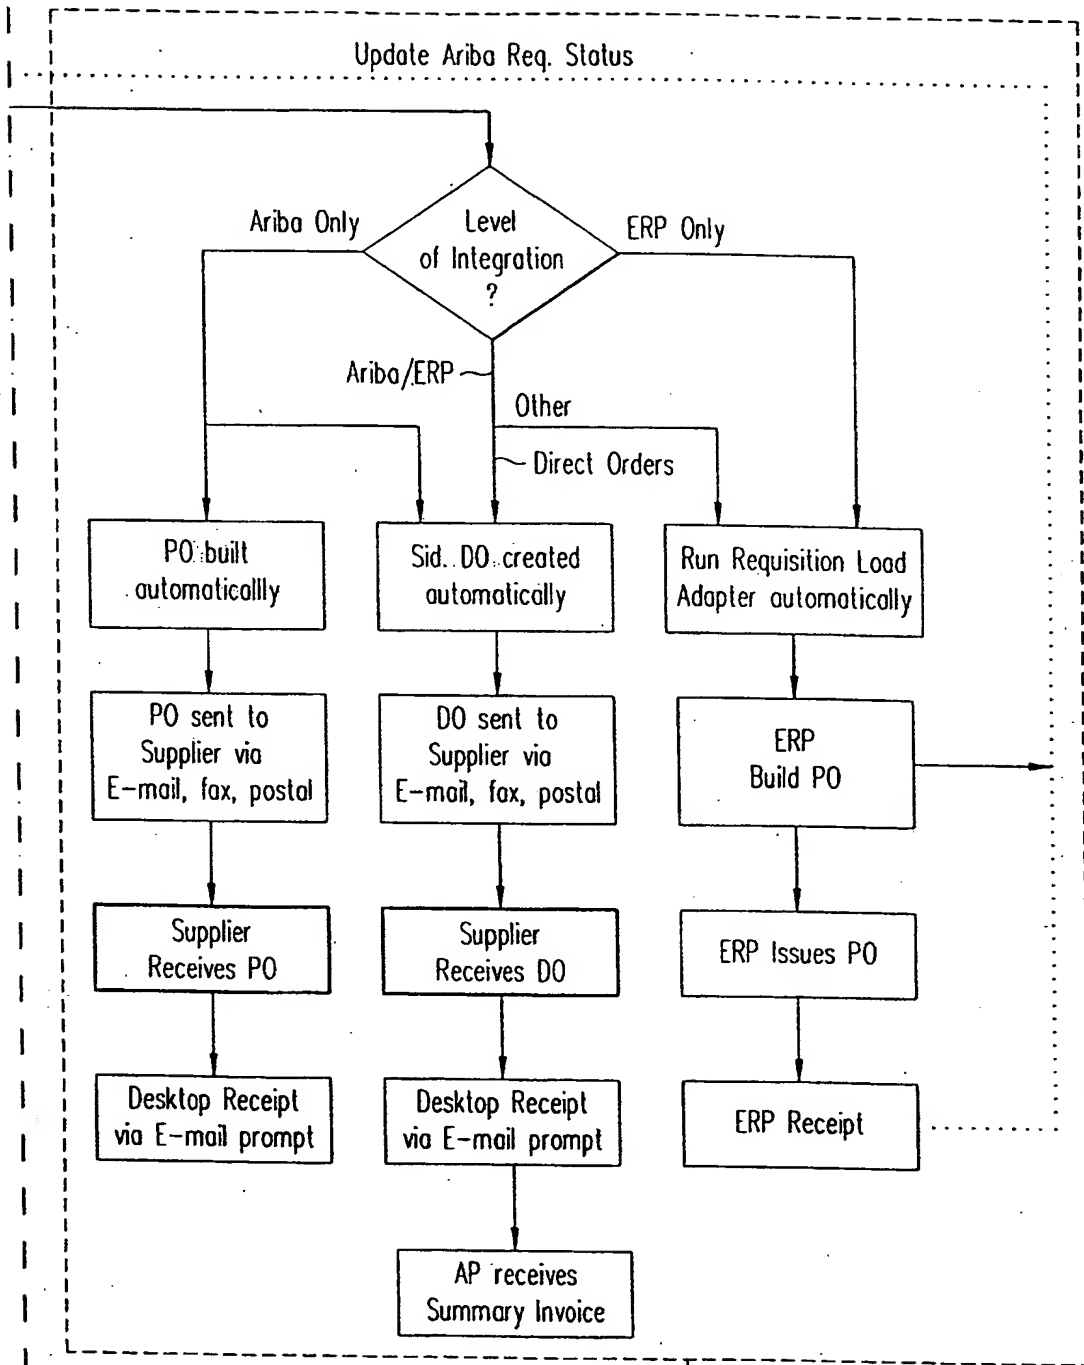 Update Ariba Req. Status
Level
of Integration
?
Ariba Only
ERP Only
Ariba/ERP
Other
Direct Orders
PO built
automaticallly
Sid. DO created
automatically
Run Requisition Load
Adapter automatically
PO sent to
Supplier via
E-mail, fax, postal
DO sent to
Supplier via
E-mail, fax, postal
ERP
Build PO
Supplier
Receives PO
Supplier
Receives DO
ERP Issues PO
Desktop Receipt
via E-mail prompt
Desktop Receipt
via E-mail prompt
ERP Receipt
AP receives
Summary Invoice